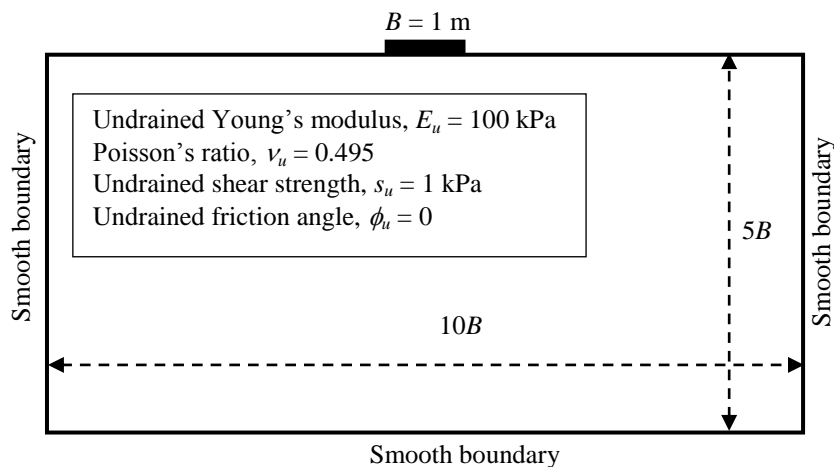 B = 1 m
Undrained Young's modulus, Eᵤ = 100 kPa
Poisson's ratio, νᵤ = 0.495
Undrained shear strength, sᵤ = 1 kPa
Undrained friction angle, ϕᵤ = 0
Smooth boundary
5B
Smooth boundary
10B
Smooth boundary